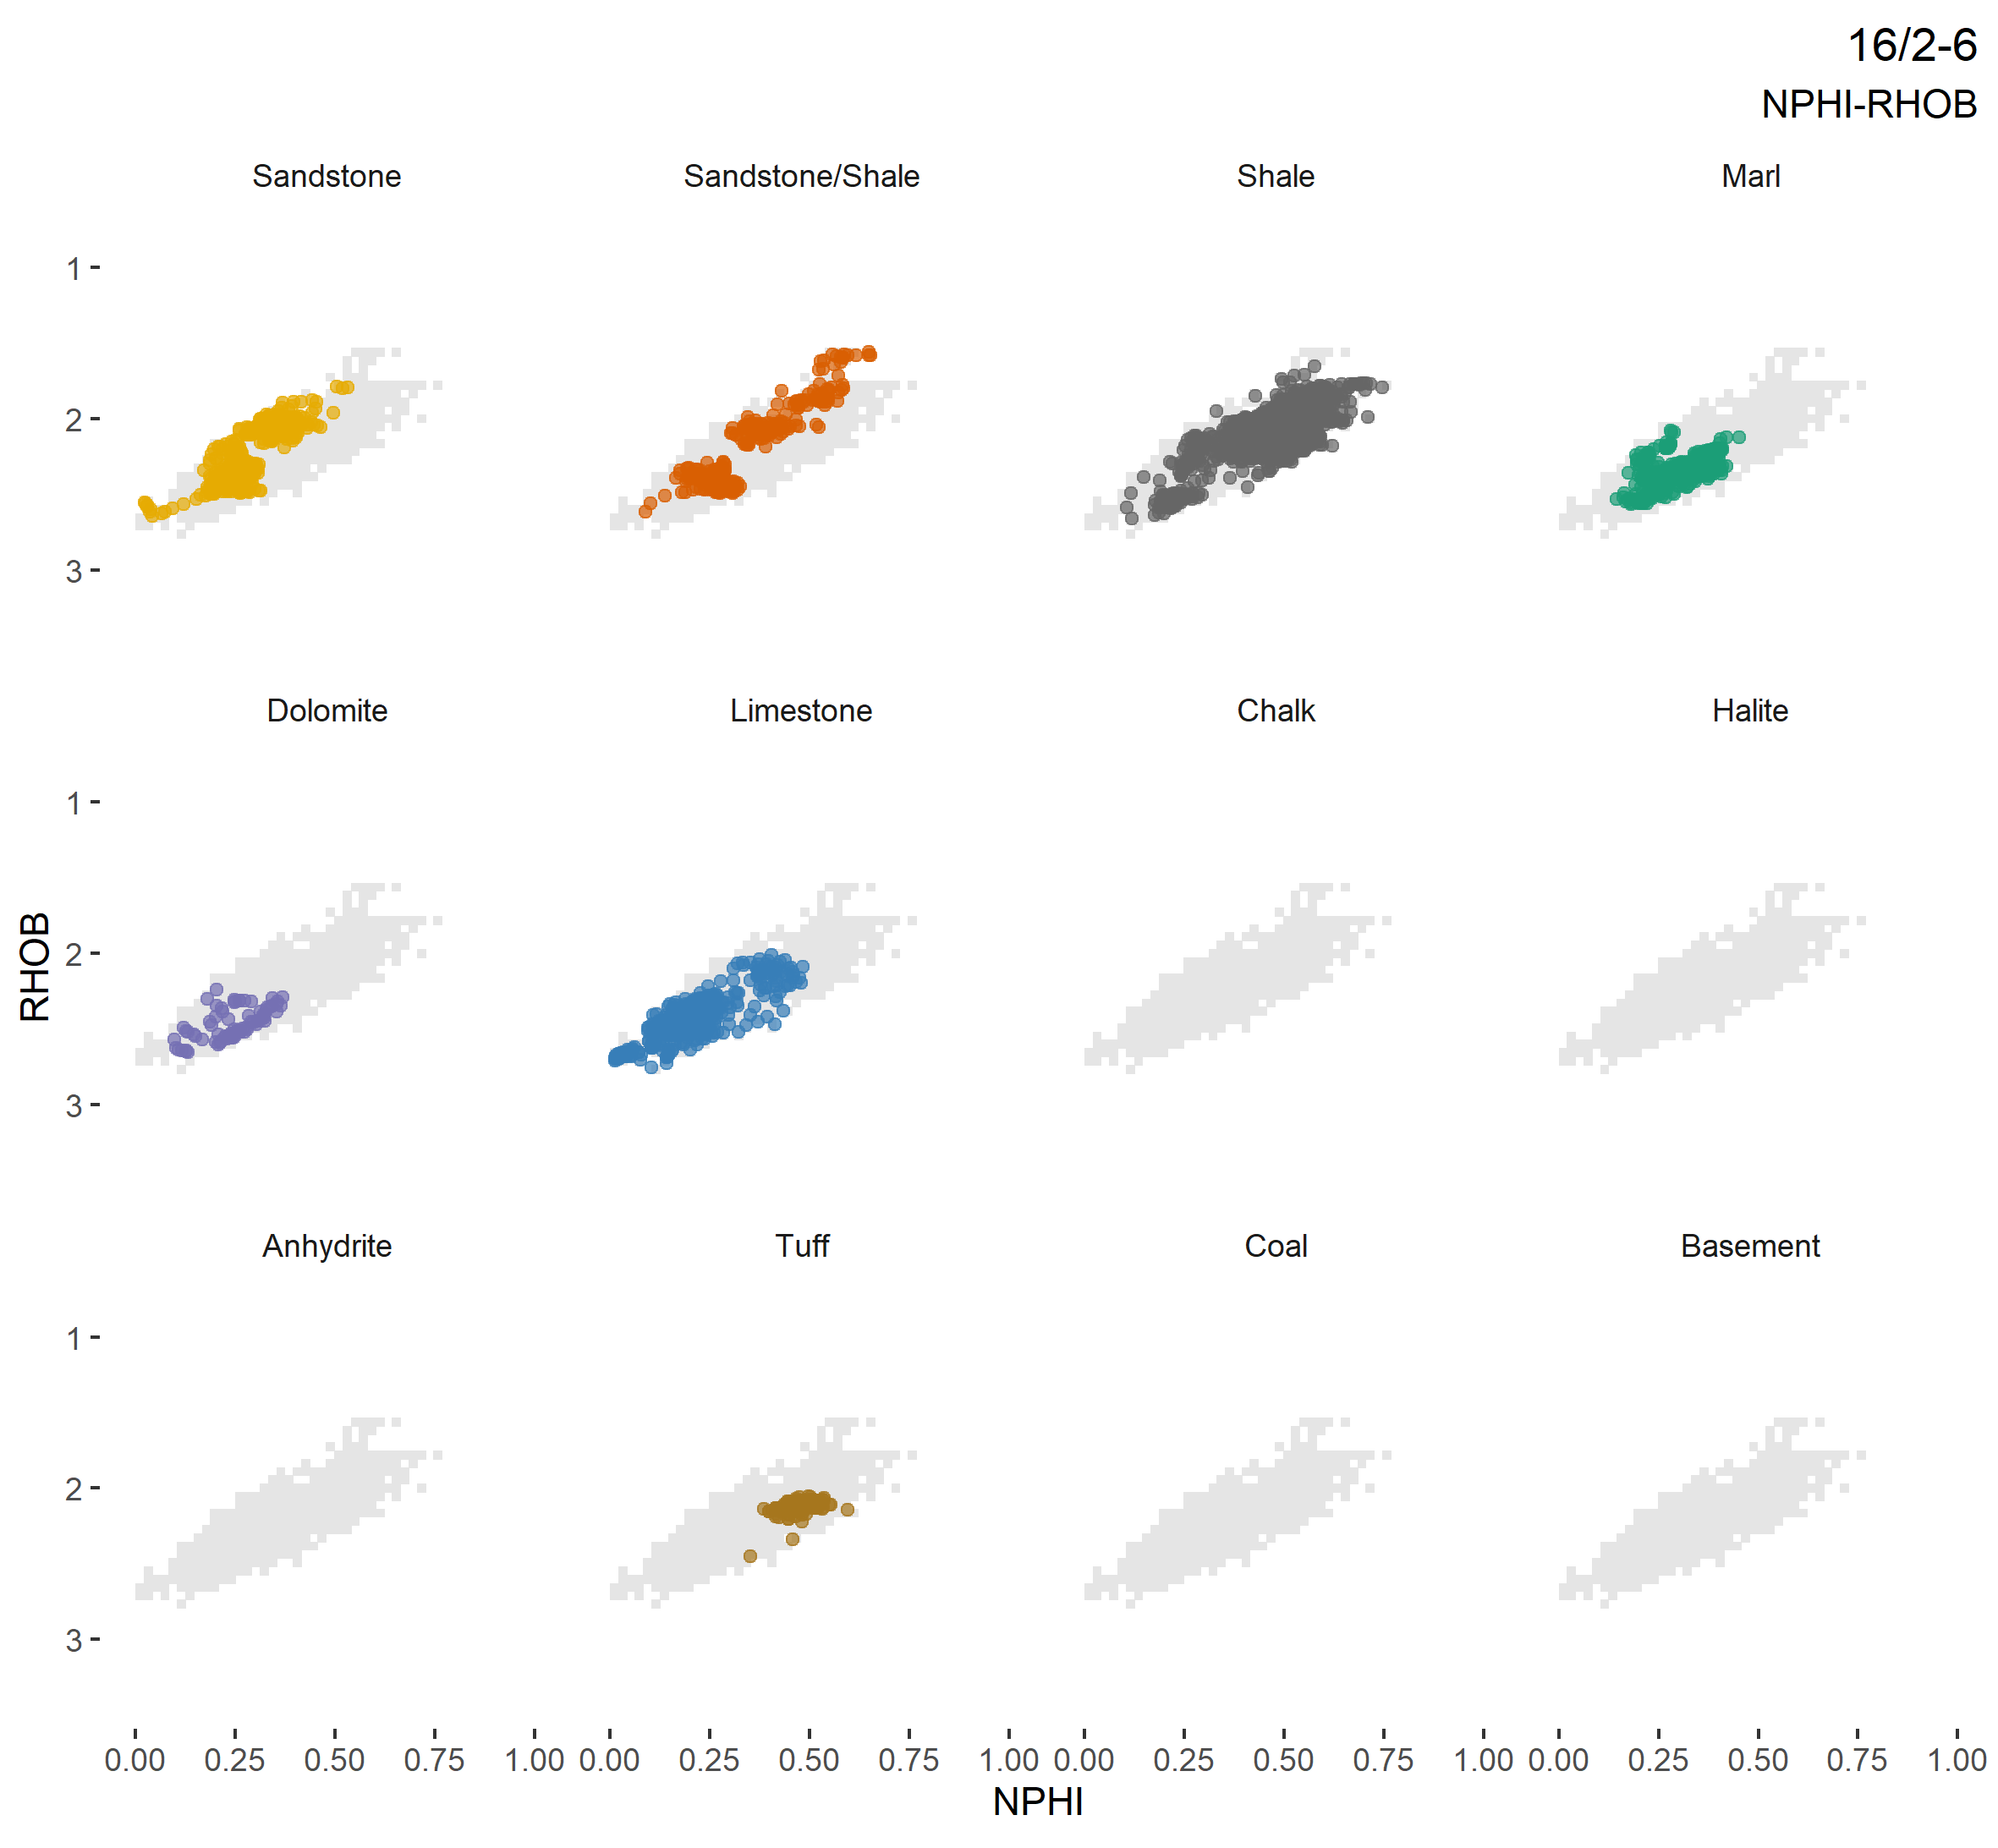 16/2-6
NPHI-RHOB
Sandstone Sandstone/Shale Shale Marl
1
2
3
Dolomite Limestone Chalk Halite
1
2
3
RHOB
Anhydrite Tuff Coal Basement
1
2
3
0.00 0.25 0.50 0.75 1.00 0.00 0.25 0.50 0.75 1.00 0.00 0.25 0.50 0.75 1.00 0.00 0.25 0.50 0.75 1.00
NPHI